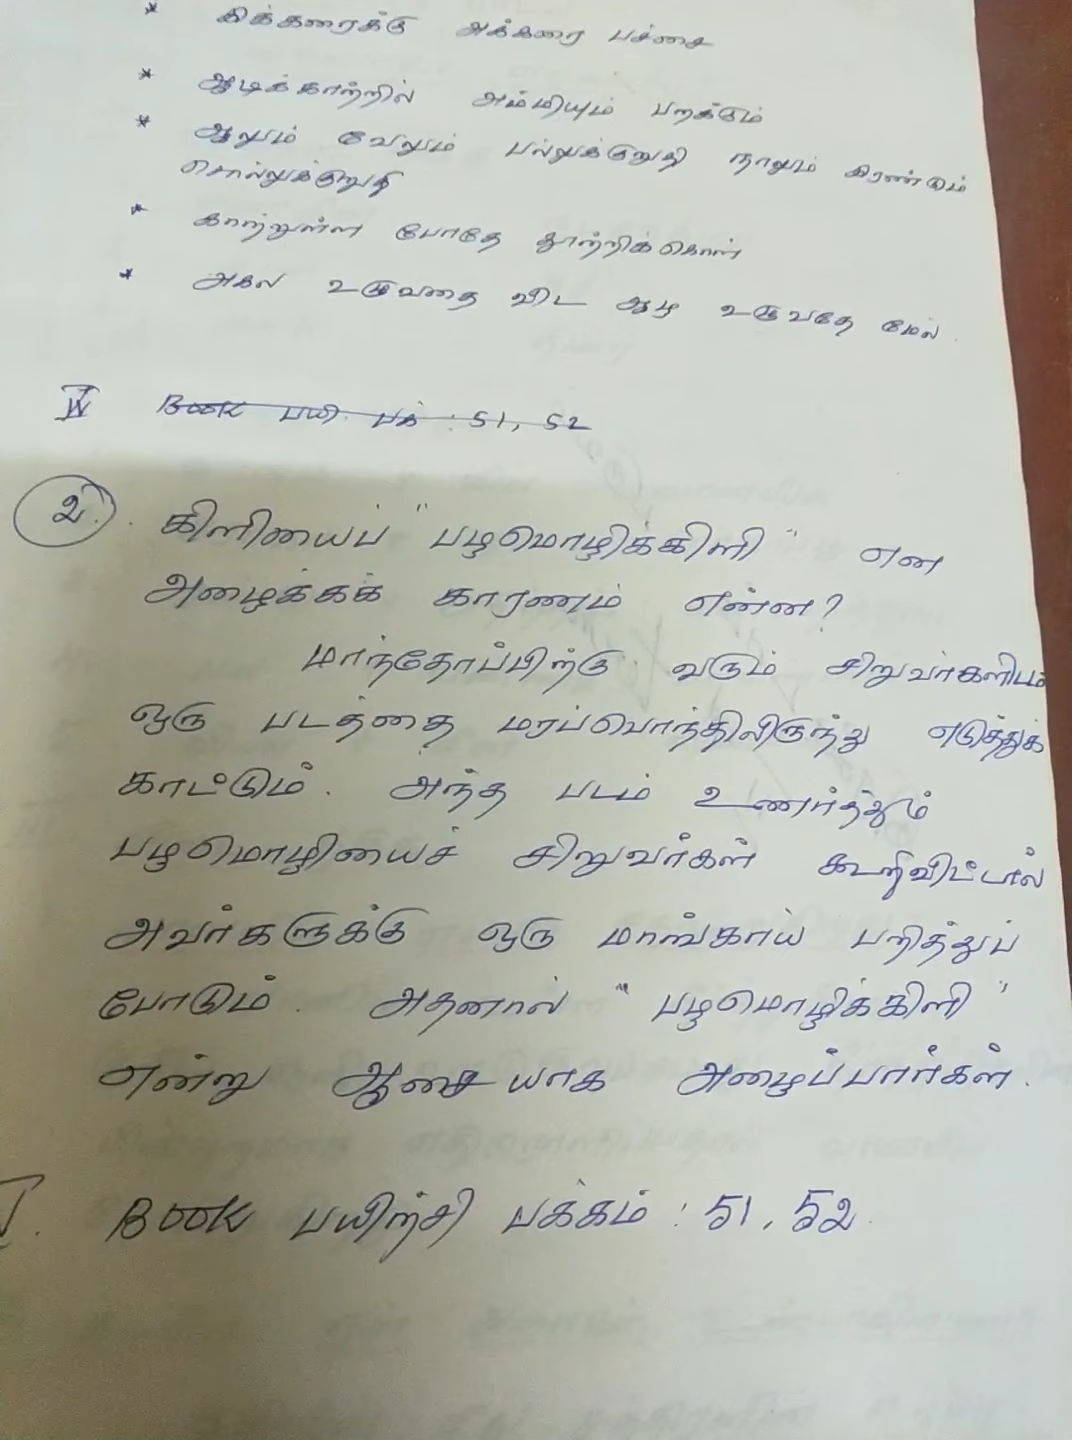 * இக்கரைக்கு அக்கரை பச்சை
* ஆடிக்காற்றில் அம்மியும் பறக்கும்
* ஆலும் வேலும் பல்லுக்குறுதி நாலும் இரண்டும்
சொல்லுக்குறுதி
* காற்றுள்ள போதே தூற்றிக்கொள்
* அகல உழுவதை விட ஆழ உழுவதே மேல்.
IV Book பயி. பக் : 51, 52
2. கிளியைப் "பழமொழிக்கிளி" என
அழைக்கக் காரணம் என்ன?
மாந்தோப்பிற்கு வரும் சிறுவர்களிடம்
ஒரு படத்தை மரப்பொந்திலிருந்து எடுத்துக்
காட்டும். அந்த படம் உணர்த்தும்
பழமொழியைச் சிறுவர்கள் கூறிவிட்டால்
அவர்களுக்கு ஒரு மாங்காய் பறித்துப்
போடும். அதனால் "பழமொழிக்கிளி"
என்று ஆசையாக அழைப்பார்கள்.
Book பயிற்சி பக்கம் : 51, 52.